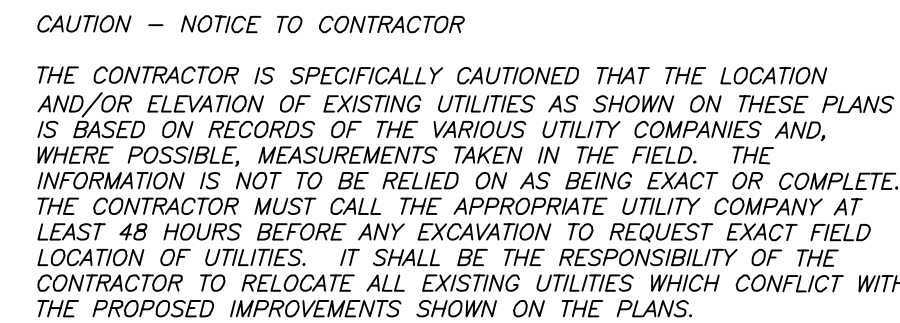 CAUTION – NOTICE TO CONTRACTOR
THE CONTRACTOR IS SPECIFICALLY CAUTIONED THAT THE LOCATION
AND/OR ELEVATION OF EXISTING UTILITIES AS SHOWN ON THESE PLANS
IS BASED ON RECORDS OF THE VARIOUS UTILITY COMPANIES AND,
WHERE POSSIBLE, MEASUREMENTS TAKEN IN THE FIELD. THE
INFORMATION IS NOT TO BE RELIED ON AS BEING EXACT OR COMPLETE.
THE CONTRACTOR MUST CALL THE APPROPRIATE UTILITY COMPANY AT
LEAST 48 HOURS BEFORE ANY EXCAVATION TO REQUEST EXACT FIELD
LOCATION OF UTILITIES. IT SHALL BE THE RESPONSIBILITY OF THE
CONTRACTOR TO RELOCATE ALL EXISTING UTILITIES WHICH CONFLICT WITH
THE PROPOSED IMPROVEMENTS SHOWN ON THE PLANS.